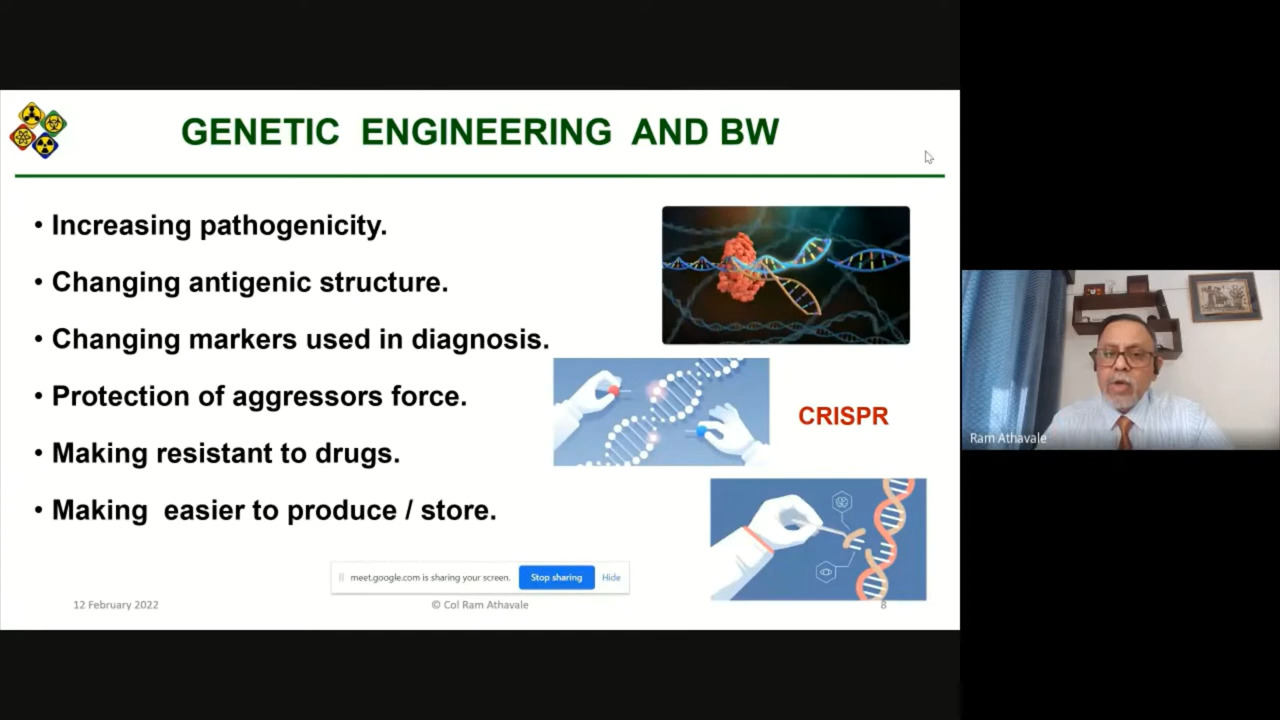 GENETIC ENGINEERING AND BW
• Increasing pathogenicity.
• Changing antigenic structure.
• Changing markers used in diagnosis.
• Protection of aggressors force.
• Making resistant to drugs.
• Making easier to produce / store.
CRISPR
meet.google.com is sharing your screen. Stop sharing Hide
12 February 2022 © Col Ram Athavale 8
Ram Athavale